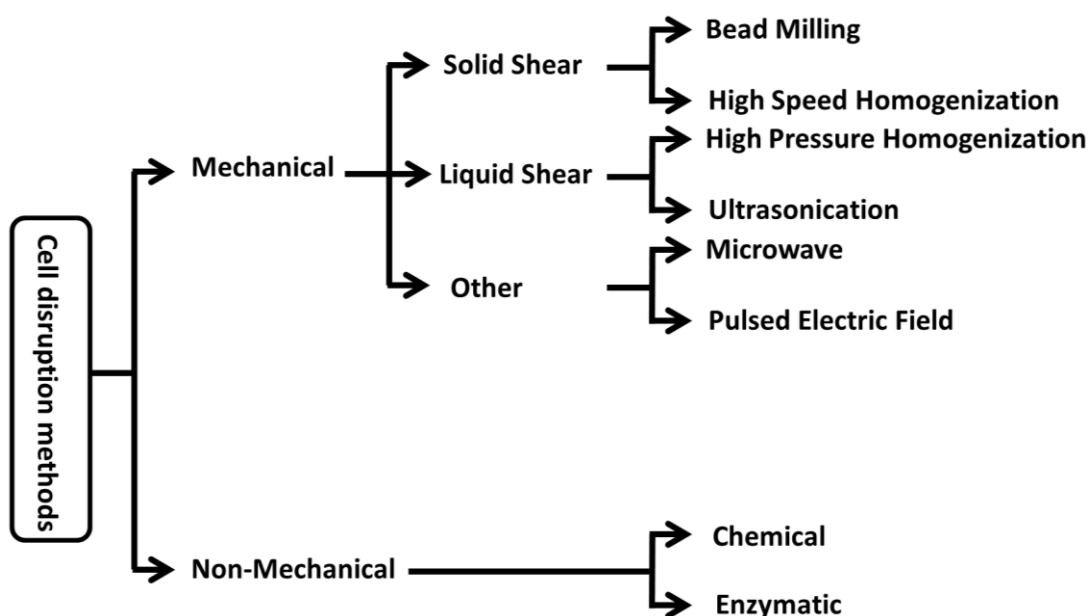 Cell disruption methods
Mechanical
Solid Shear
Bead Milling
High Speed Homogenization
Liquid Shear
High Pressure Homogenization
Ultrasonication
Other
Microwave
Pulsed Electric Field
Non-Mechanical
Chemical
Enzymatic